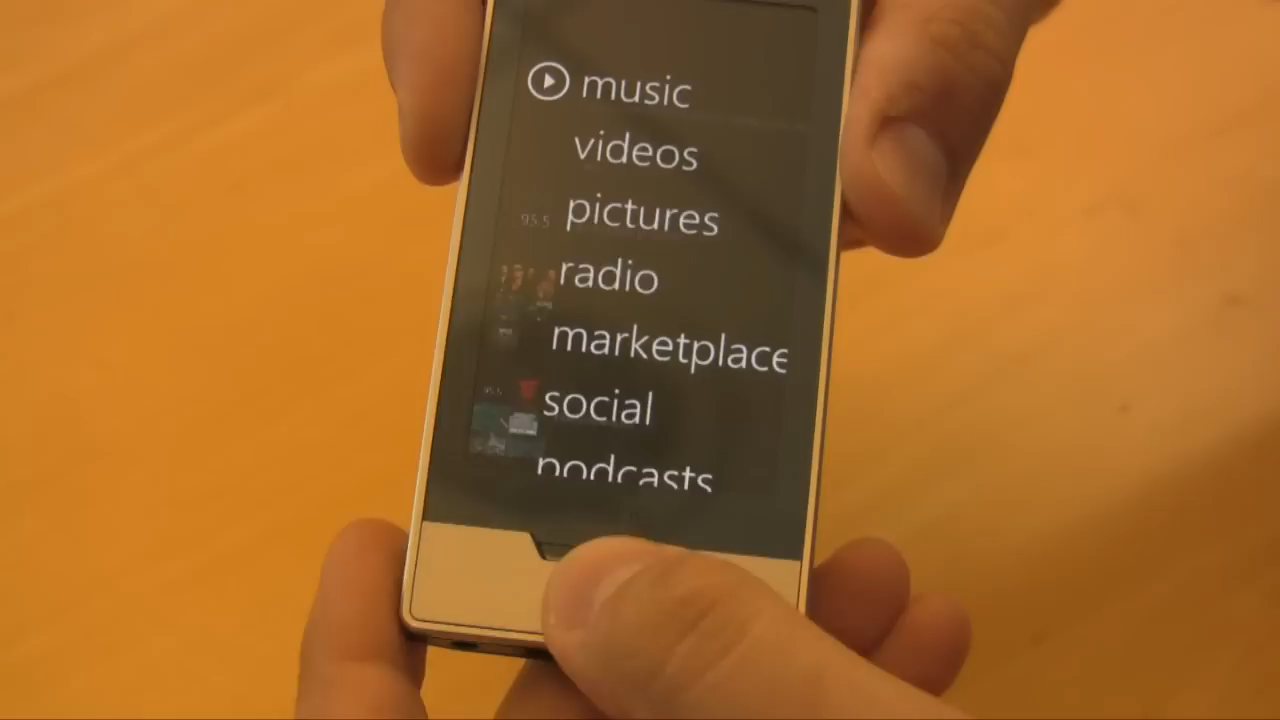 music
videos
95.5 pictures
radio
marketplace
social
podcasts